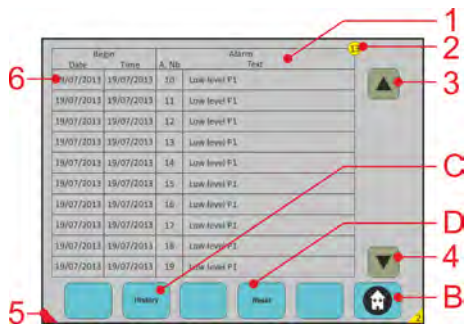 1
Begin Alarm 13 2
Date Time A. Nb Text
6 19/07/2013 19/07/2013 10 Low level P1 3
19/07/2013 19/07/2013 11 Low level P1
19/07/2013 19/07/2013 12 Low level P1
19/07/2013 19/07/2013 13 Low level P1
19/07/2013 19/07/2013 14 Low level P1 C
19/07/2013 19/07/2013 15 Low level P1
19/07/2013 19/07/2013 16 Low level P1
19/07/2013 19/07/2013 17 Low level P1 D
19/07/2013 19/07/2013 18 Low level P1
19/07/2013 19/07/2013 19 Low level P1 4
History Reset B
5 2